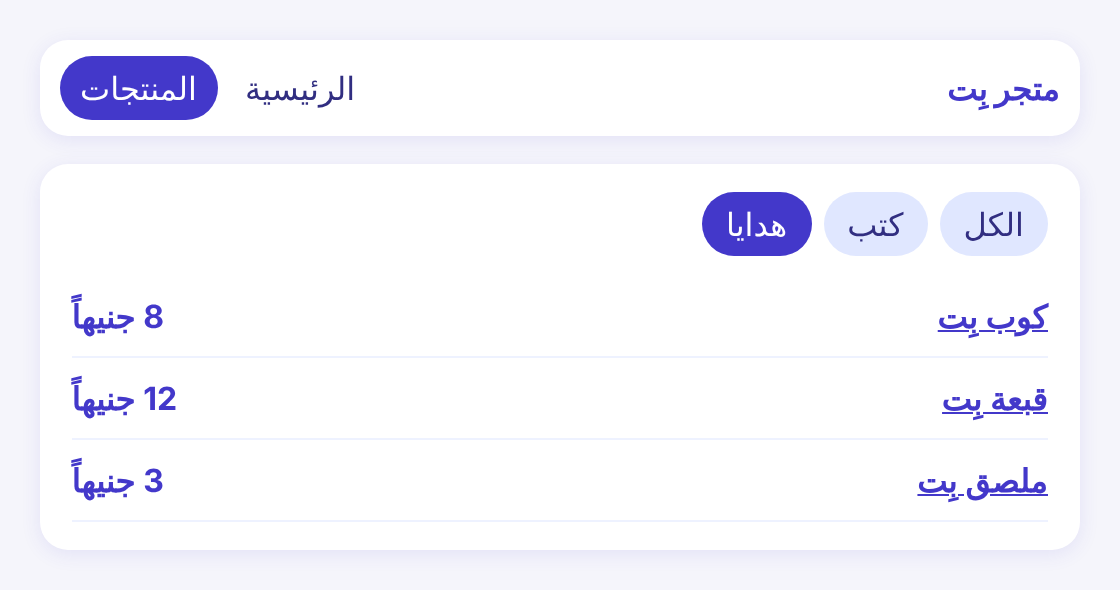 متجر بِت
الرئيسية
المنتجات
الكل
كتب
هدايا
كوب بِت
8 جنيهاً
قبعة بِت
12 جنيهاً
ملصق بِت
3 جنيهاً